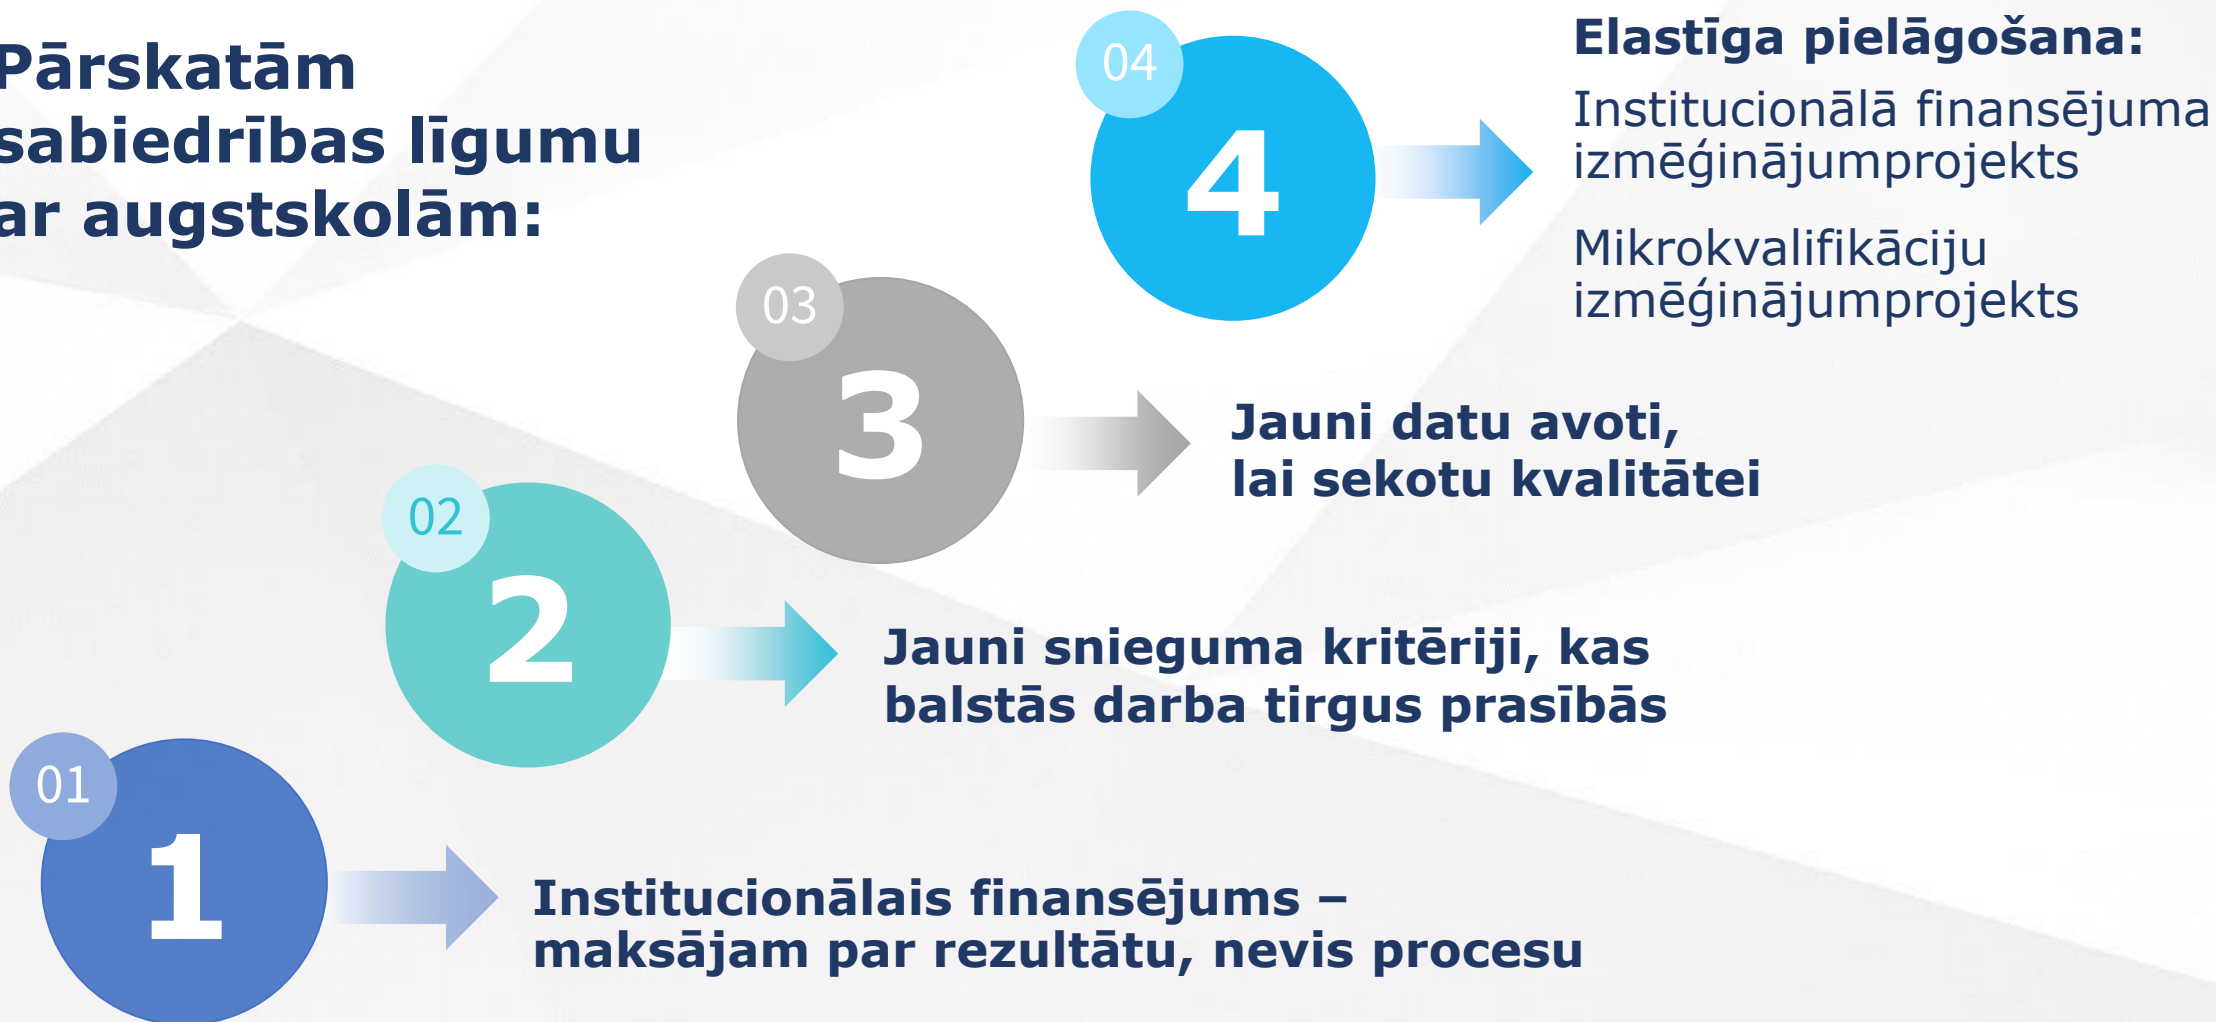 Pārskatām
sabiedrības līgumu
ar augstskolām:
04
4
Elastīga pielāgošana:
Institucionālā finansējuma
izmēģinājumprojekts
Mikrokvalifikāciju
izmēģinājumprojekts
03
3
Jauni datu avoti,
lai sekotu kvalitātei
02
2
Jauni snieguma kritēriji, kas
balstās darba tirgus prasībās
01
1
Institucionālais finansējums –
maksājam par rezultātu, nevis procesu